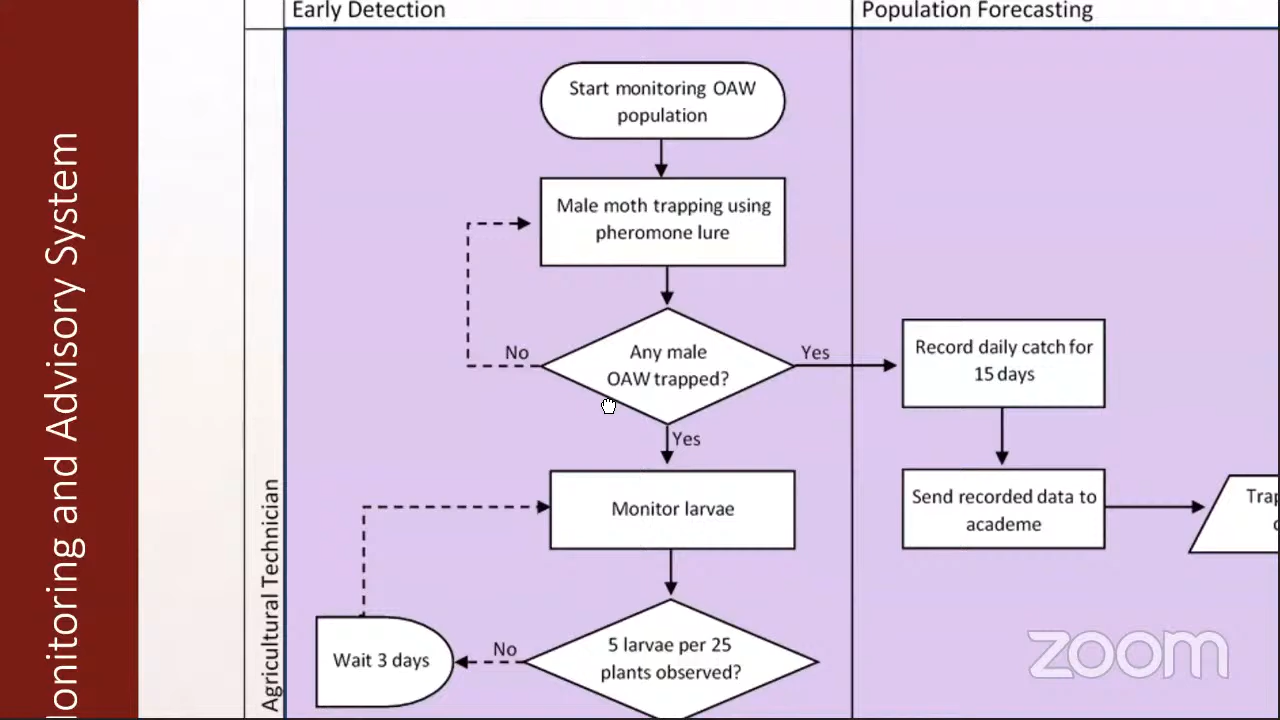 Early Detection
Population Forecasting
onitoring and Advisory System
Agricultural Technician
Start monitoring OAW
population
Male moth trapping using
pheromone lure
No
Any male
OAW trapped?
Yes
Record daily catch for
15 days
Yes
Monitor larvae
Send recorded data to
academe
Trap
Wait 3 days
No
5 larvae per 25
plants observed?
zoom